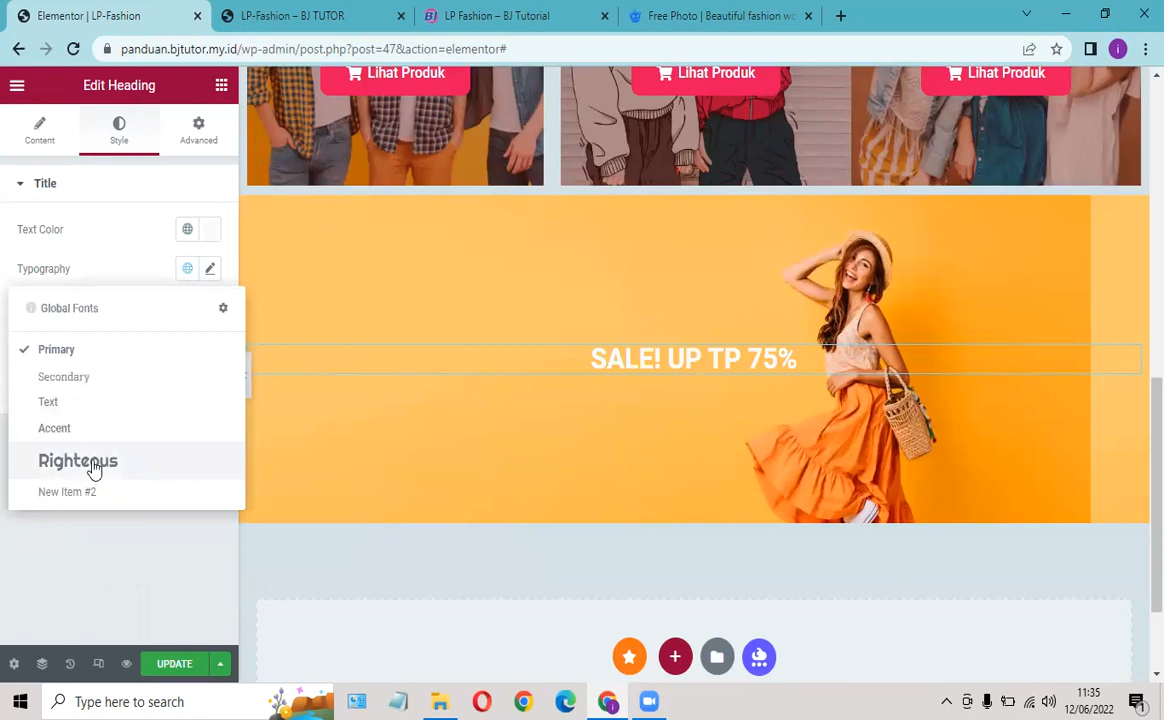 Elementor | LP-Fashion
LP-Fashion – BJ TUTOR
LP Fashion – BJ Tutorial
Free Photo | Beautiful fashion wo
panduan.bjtutor.my.id/wp-admin/post.php?post=47&action=elementor#
i
Edit Heading
Content
Style
Advanced
Title
Text Color
Typography
Global Fonts
Primary
Secondary
Text
Accent
Righteous
New Item #2
UPDATE
Lihat Produk
Lihat Produk
Lihat Produk
SALE! UP TP 75%
Type here to search
11:35
12/06/2022
1